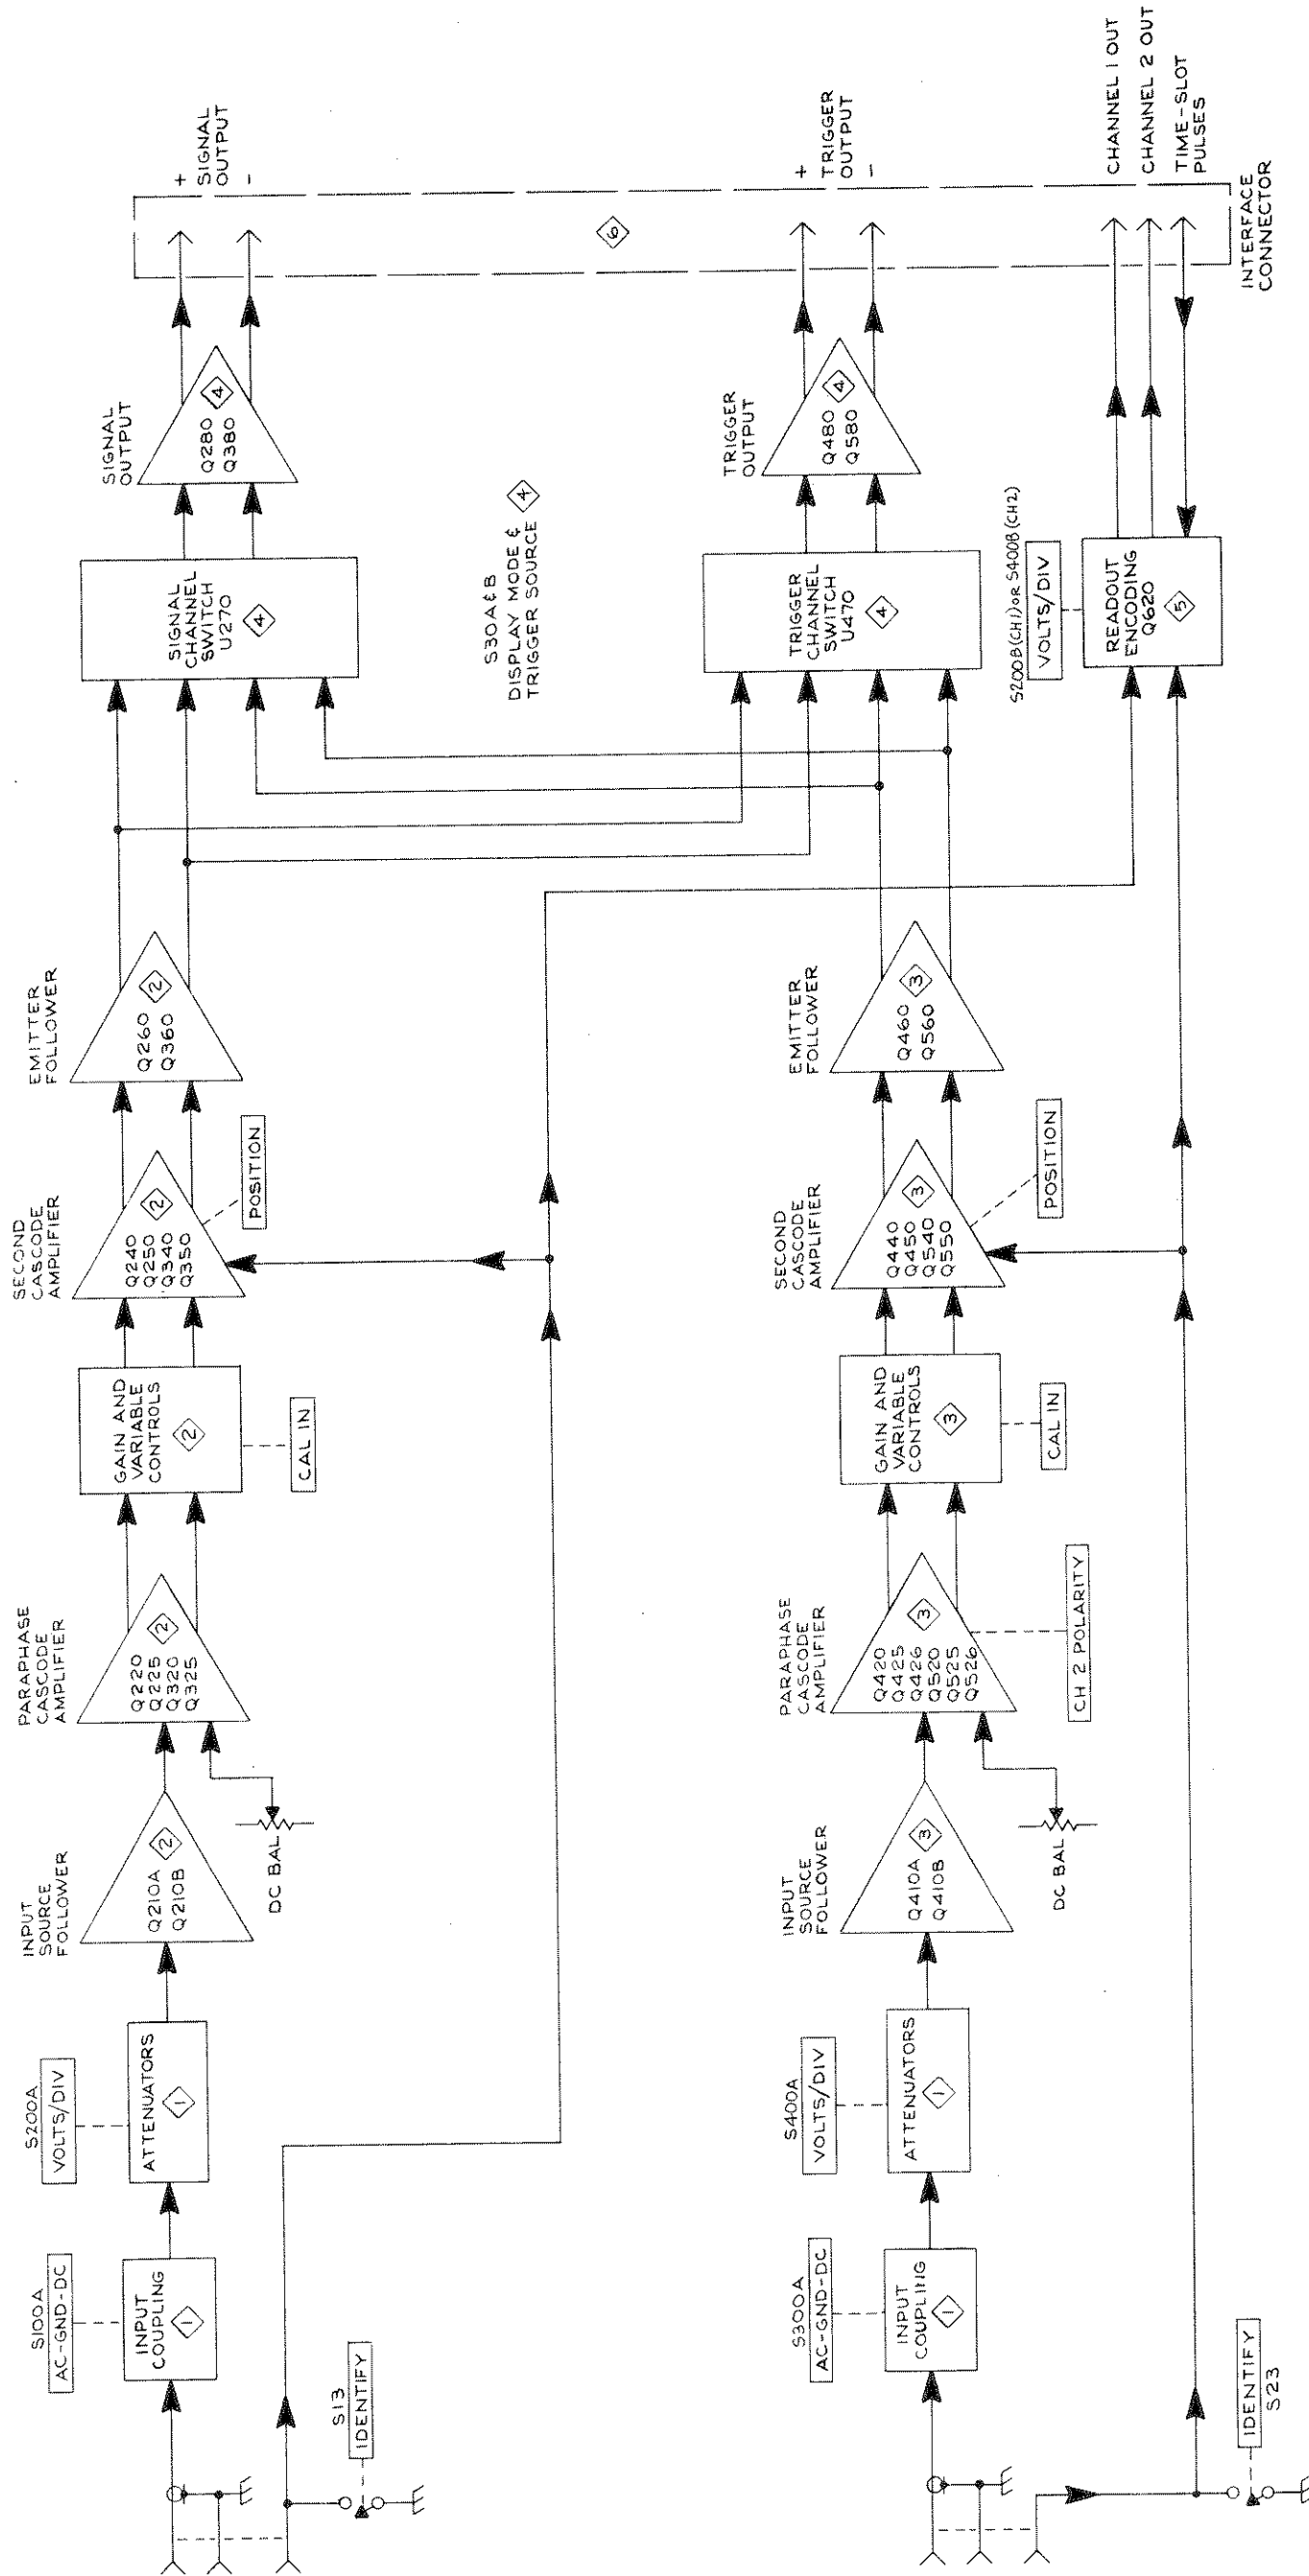 S100A
AC-GND-DC
INPUT
COUPLING
1
S200A
VOLTS/DIV
ATTENUATORS
1
INPUT
SOURCE
FOLLOWER
Q210A
Q210B
2
DC BAL
PARAPHASE
CASCODE
AMPLIFIER
Q220
Q225
Q320
Q325
2
GAIN AND
VARIABLE
CONTROLS
2
CAL IN
SECOND
CASCODE
AMPLIFIER
Q240
Q250
Q340
Q350
2
POSITION
EMITTER
FOLLOWER
Q260
Q360
2
SIGNAL
CHANNEL
SWITCH
U270
4
SIGNAL
OUTPUT
Q280
Q380
4
+
SIGNAL
OUTPUT
-
S13
IDENTIFY
S30A&B
DISPLAY MODE &
TRIGGER SOURCE
4
6
S300A
AC-GND-DC
INPUT
COUPLING
1
S400A
VOLTS/DIV
ATTENUATORS
1
INPUT
SOURCE
FOLLOWER
Q410A
Q410B
3
DC BAL
PARAPHASE
CASCODE
AMPLIFIER
Q420
Q425
Q426
Q520
Q525
Q526
3
CH 2 POLARITY
GAIN AND
VARIABLE
CONTROLS
3
CAL IN
SECOND
CASCODE
AMPLIFIER
Q440
Q450
Q540
Q550
3
POSITION
EMITTER
FOLLOWER
Q460
Q560
3
TRIGGER
CHANNEL
SWITCH
U470
4
TRIGGER
OUTPUT
Q480
Q580
4
+
TRIGGER
OUTPUT
-
S200B(CH1) or S400B(CH2)
VOLTS/DIV
READOUT
ENCODING
Q620
5
CHANNEL 1 OUT
CHANNEL 2 OUT
TIME-SLOT
PULSES
INTERFACE
CONNECTOR
IDENTIFY
S23